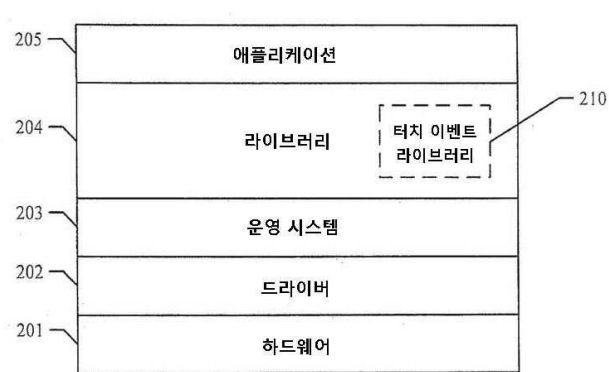 205
애플리케이션
210
204
라이브러리
터치 이벤트
라이브러리
203
운영 시스템
202
드라이버
201
하드웨어